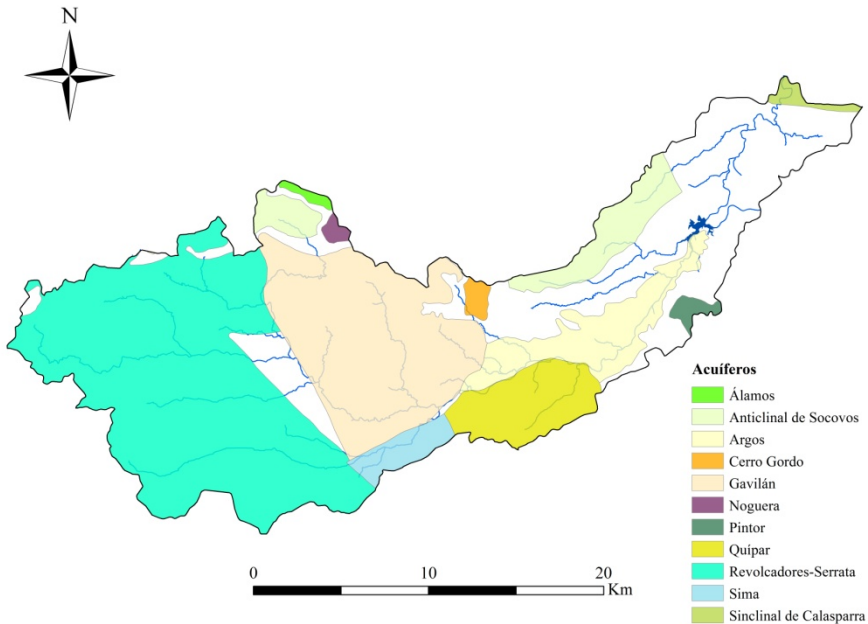 N
Acuíferos
Álamos
Anticlinal de Socovos
Argos
Cerro Gordo
Gavilán
Noguera
Pintor
Quípar
Revolcadores-Serrata
Sima
Sinclinal de Calasparra
0 10 20
Km